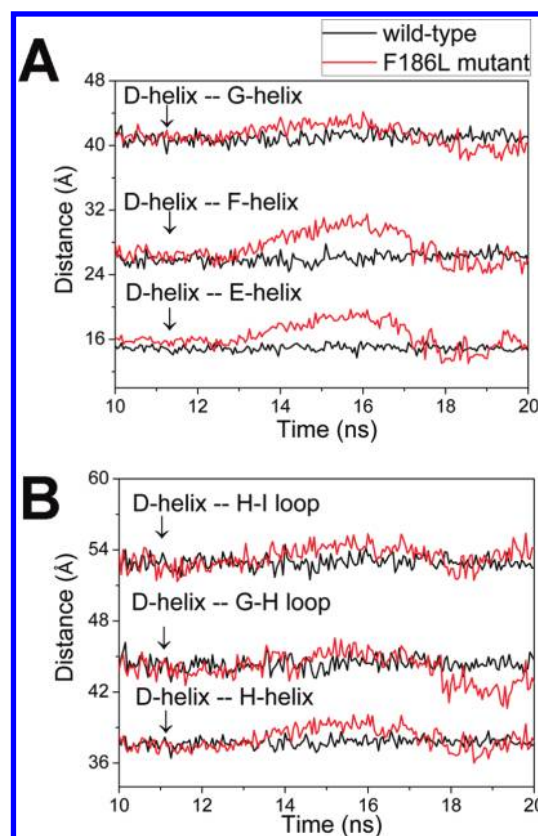 wild-type
F186L mutant
A
48
D-helix -- G-helix
40
D-helix -- F-helix
32
Distance (Å)
24
D-helix -- E-helix
16
10 12 14 16 18 20
Time (ns)
B
60
D-helix -- H-I loop
54
D-helix -- G-H loop
Distance (Å)
48
42
D-helix -- H-helix
36
10 12 14 16 18 20
Time (ns)